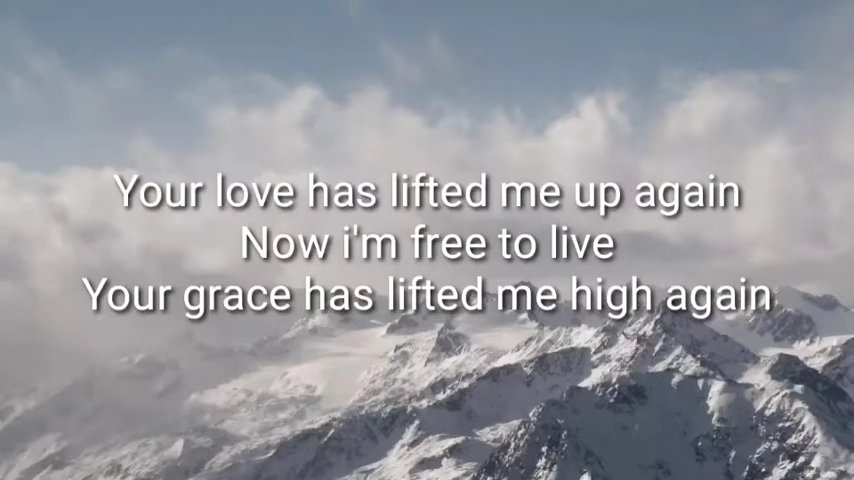 Your love has lifted me up again
Now i'm free to live
Your grace has lifted me high again